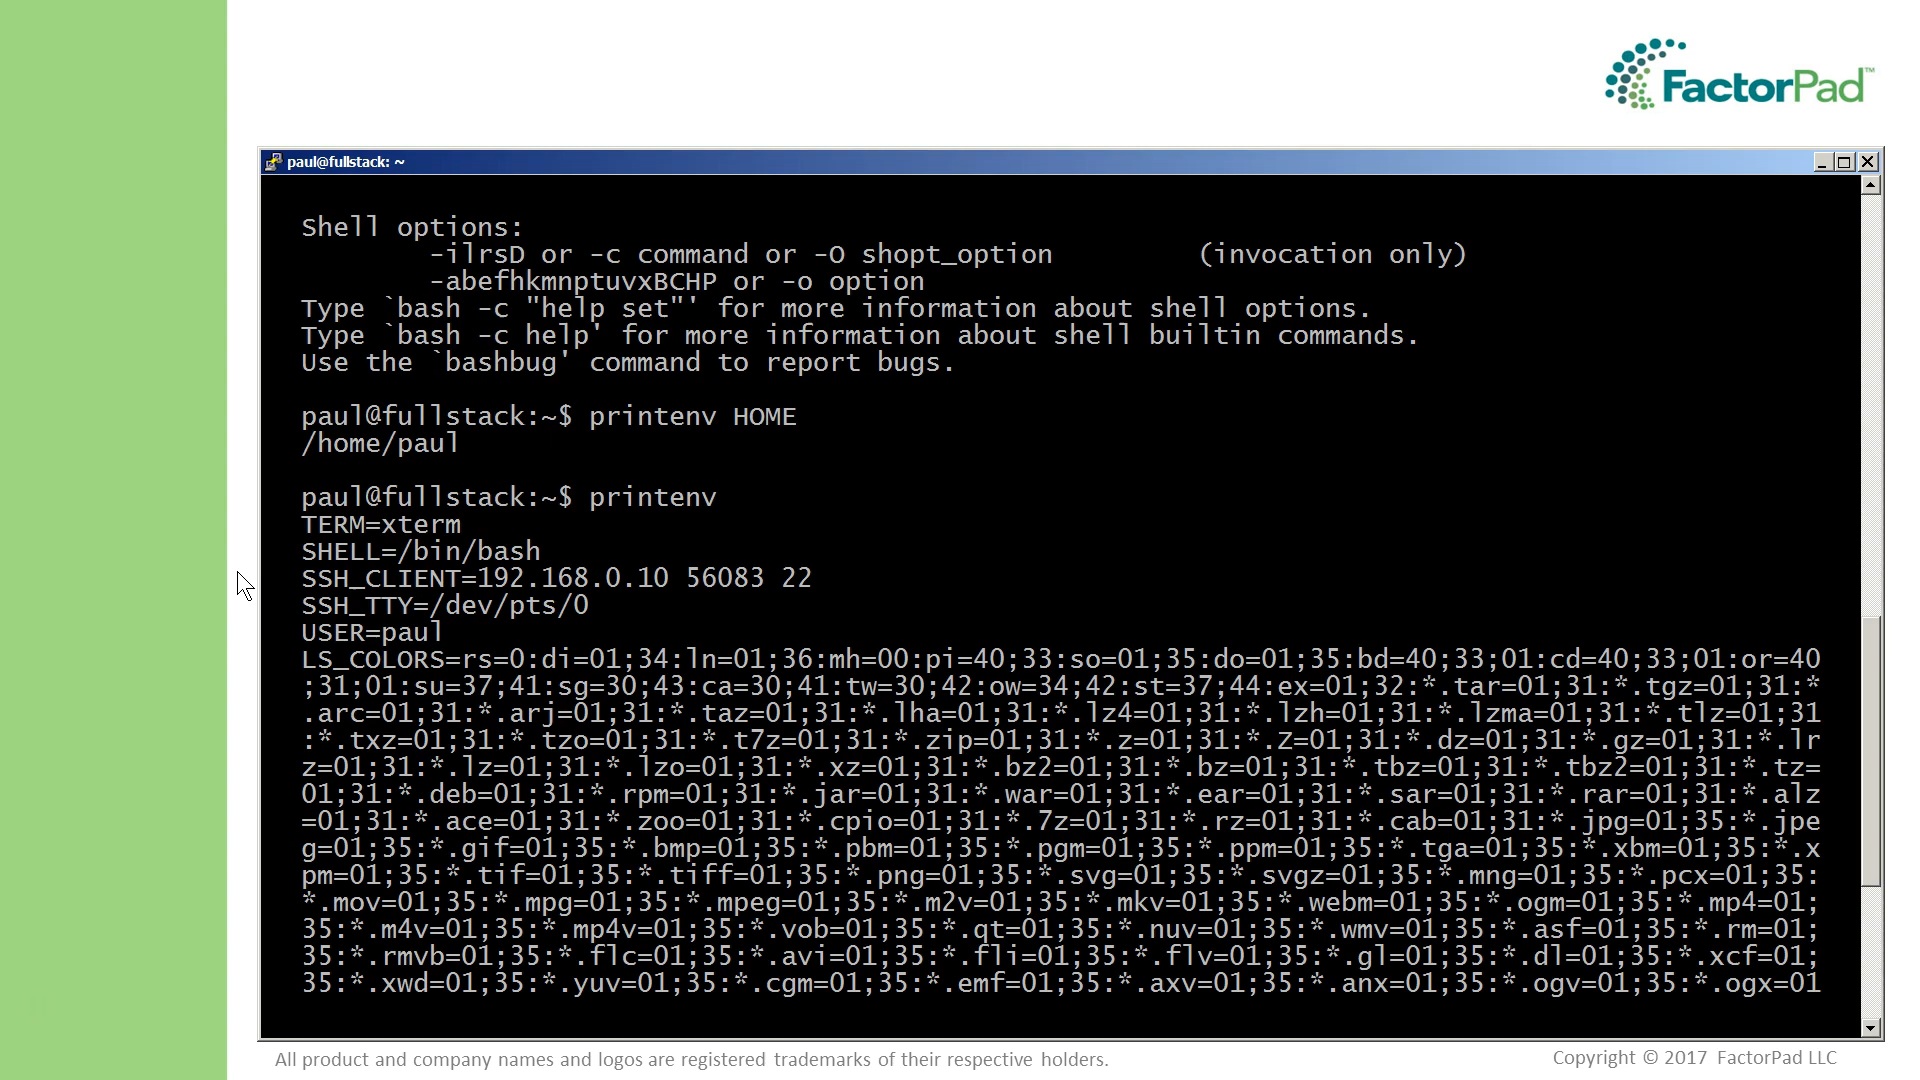 FactorPad™
paul@fullstack: ~
Shell options:
-ilrsD or -c command or -O shopt_option (invocation only)
-abefhkmnptuvxBCHP or -o option
Type `bash -c "help set"' for more information about shell options.
Type `bash -c help' for more information about shell builtin commands.
Use the `bashbug' command to report bugs.
paul@fullstack:~$ printenv HOME
/home/paul
paul@fullstack:~$ printenv
TERM=xterm
SHELL=/bin/bash
SSH_CLIENT=192.168.0.10 56083 22
SSH_TTY=/dev/pts/0
USER=paul
LS_COLORS=rs=0:di=01;34:ln=01;36:mh=00:pi=40;33:so=01;35:do=01;35:bd=40;33;01:cd=40;33;01:or=40
;31;01:su=37;41:sg=30;43:ca=30;41:tw=30;42:ow=34;42:st=37;44:ex=01;32:*.tar=01;31:*.tgz=01;31:*
.arc=01;31:*.arj=01;31:*.taz=01;31:*.lha=01;31:*.lz4=01;31:*.lzh=01;31:*.lzma=01;31:*.tlz=01;31
:*.txz=01;31:*.tzo=01;31:*.t7z=01;31:*.zip=01;31:*.z=01;31:*.Z=01;31:*.dz=01;31:*.gz=01;31:*.lr
z=01;31:*.lz=01;31:*.lzo=01;31:*.xz=01;31:*.bz2=01;31:*.bz=01;31:*.tbz=01;31:*.tbz2=01;31:*.tz=
01;31:*.deb=01;31:*.rpm=01;31:*.jar=01;31:*.war=01;31:*.ear=01;31:*.sar=01;31:*.rar=01;31:*.alz
=01;31:*.ace=01;31:*.zoo=01;31:*.cpio=01;31:*.7z=01;31:*.rz=01;31:*.cab=01;31:*.jpg=01;35:*.jpe
g=01;35:*.gif=01;35:*.bmp=01;35:*.pbm=01;35:*.pgm=01;35:*.ppm=01;35:*.tga=01;35:*.xbm=01;35:*.x
pm=01;35:*.tif=01;35:*.tiff=01;35:*.png=01;35:*.svg=01;35:*.svgz=01;35:*.mng=01;35:*.pcx=01;35:
*.mov=01;35:*.mpg=01;35:*.mpeg=01;35:*.m2v=01;35:*.mkv=01;35:*.webm=01;35:*.ogm=01;35:*.mp4=01;
35:*.m4v=01;35:*.mp4v=01;35:*.vob=01;35:*.qt=01;35:*.nuv=01;35:*.wmv=01;35:*.asf=01;35:*.rm=01;
35:*.rmvb=01;35:*.flc=01;35:*.avi=01;35:*.fli=01;35:*.flv=01;35:*.gl=01;35:*.dl=01;35:*.xcf=01;
35:*.xwd=01;35:*.yuv=01;35:*.cgm=01;35:*.emf=01;35:*.axv=01;35:*.anx=01;35:*.ogv=01;35:*.ogx=01
All product and company names and logos are registered trademarks of their respective holders.
Copyright © 2017 FactorPad LLC